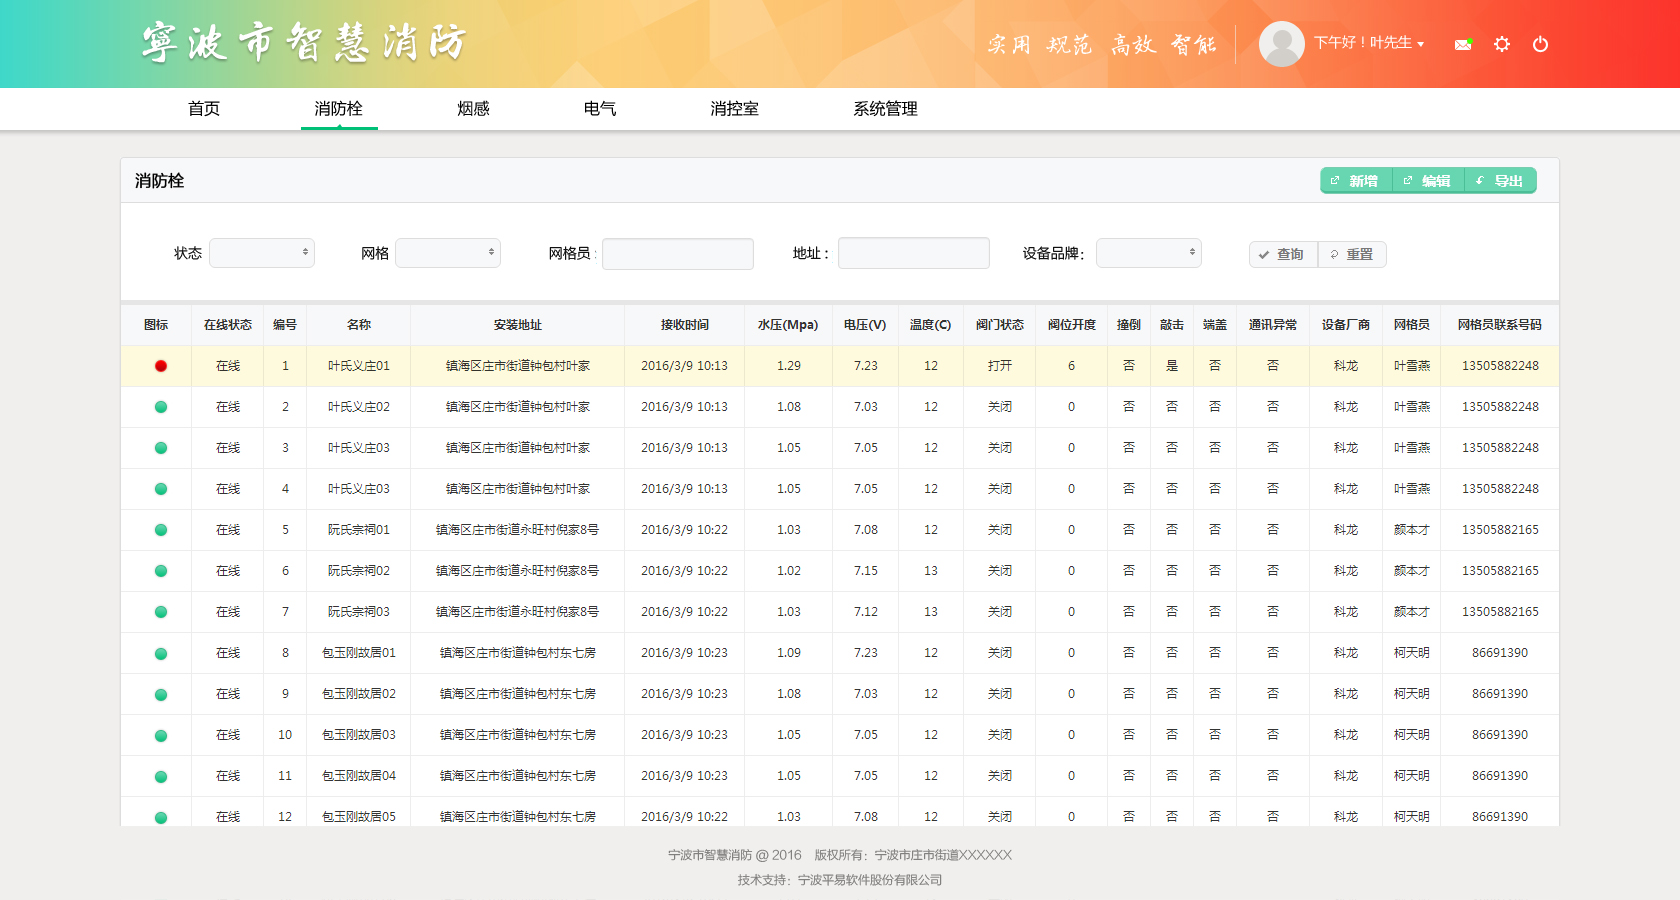 寧波市智慧消防
实用 规范 高效 智能
下午好！叶先生
首页 消防栓 烟感 电气 消控室 系统管理
消防栓
新增 编辑 导出
状态 网格 网格员： 地址： 设备品牌： 查询 重置
图标 在线状态 编号 名称 安装地址 接收时间 水压(Mpa) 电压(V) 温度(C) 阀门状态 阀位开度 撞倒 敲击 端盖 通讯异常 设备厂商 网格员 网格员联系号码
在线 1 叶氏义庄01 镇海区庄市街道钟包村叶家 2016/3/9 10:13 1.29 7.23 12 打开 6 否 是 否 否 科龙 叶雪燕 13505882248
在线 2 叶氏义庄02 镇海区庄市街道钟包村叶家 2016/3/9 10:13 1.08 7.03 12 关闭 0 否 否 否 否 科龙 叶雪燕 13505882248
在线 3 叶氏义庄03 镇海区庄市街道钟包村叶家 2016/3/9 10:13 1.05 7.05 12 关闭 0 否 否 否 否 科龙 叶雪燕 13505882248
在线 4 叶氏义庄03 镇海区庄市街道钟包村叶家 2016/3/9 10:13 1.05 7.05 12 关闭 0 否 否 否 否 科龙 叶雪燕 13505882248
在线 5 阮氏宗祠01 镇海区庄市街道永旺村倪家8号 2016/3/9 10:22 1.03 7.08 12 关闭 0 否 否 否 否 科龙 颜本才 13505882165
在线 6 阮氏宗祠02 镇海区庄市街道永旺村倪家8号 2016/3/9 10:22 1.02 7.15 13 关闭 0 否 否 否 否 科龙 颜本才 13505882165
在线 7 阮氏宗祠03 镇海区庄市街道永旺村倪家8号 2016/3/9 10:22 1.03 7.12 13 关闭 0 否 否 否 否 科龙 颜本才 13505882165
在线 8 包玉刚故居01 镇海区庄市街道钟包村东七房 2016/3/9 10:23 1.09 7.23 12 关闭 0 否 否 否 否 科龙 柯天明 86691390
在线 9 包玉刚故居02 镇海区庄市街道钟包村东七房 2016/3/9 10:23 1.08 7.03 12 关闭 0 否 否 否 否 科龙 柯天明 86691390
在线 10 包玉刚故居03 镇海区庄市街道钟包村东七房 2016/3/9 10:23 1.05 7.05 12 关闭 0 否 否 否 否 科龙 柯天明 86691390
在线 11 包玉刚故居04 镇海区庄市街道钟包村东七房 2016/3/9 10:23 1.05 7.05 12 关闭 0 否 否 否 否 科龙 柯天明 86691390
在线 12 包玉刚故居05 镇海区庄市街道钟包村东七房 2016/3/9 10:22 1.03 7.08 12 关闭 0 否 否 否 否 科龙 柯天明 86691390
宁波市智慧消防 @ 2016 版权所有：宁波市庄市街道XXXXXX
技术支持：宁波平易软件股份有限公司